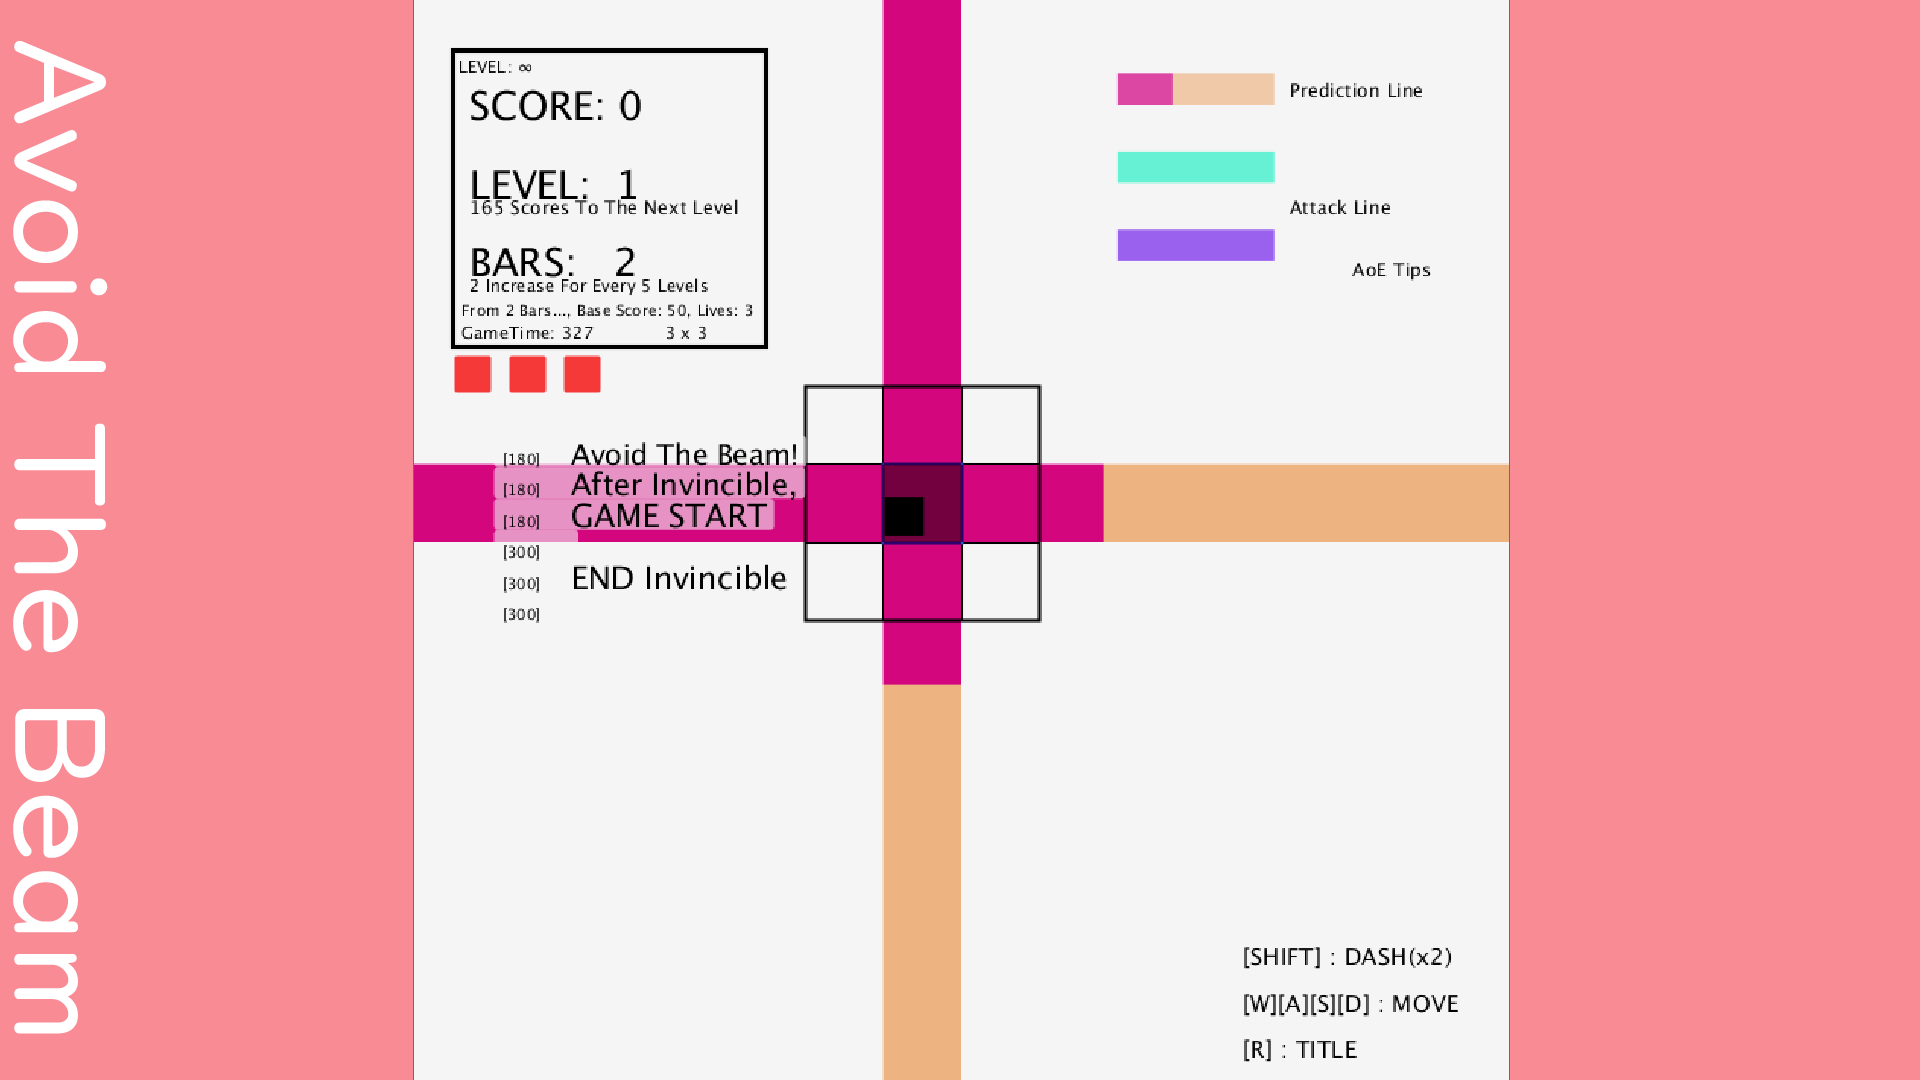 Avoid The Beam
LEVEL: ∞
SCORE: 0
LEVEL: 1
165 Scores To The Next Level
BARS: 2
2 Increase For Every 5 Levels
From 2 Bars..., Base Score: 50, Lives: 3
GameTime: 327 3 x 3
Prediction Line
Attack Line
AoE Tips
[180] Avoid The Beam!
[180] After Invincible,
[180] GAME START
[300]
[300] END Invincible
[300]
[SHIFT] : DASH(x2)
[W][A][S][D] : MOVE
[R] : TITLE